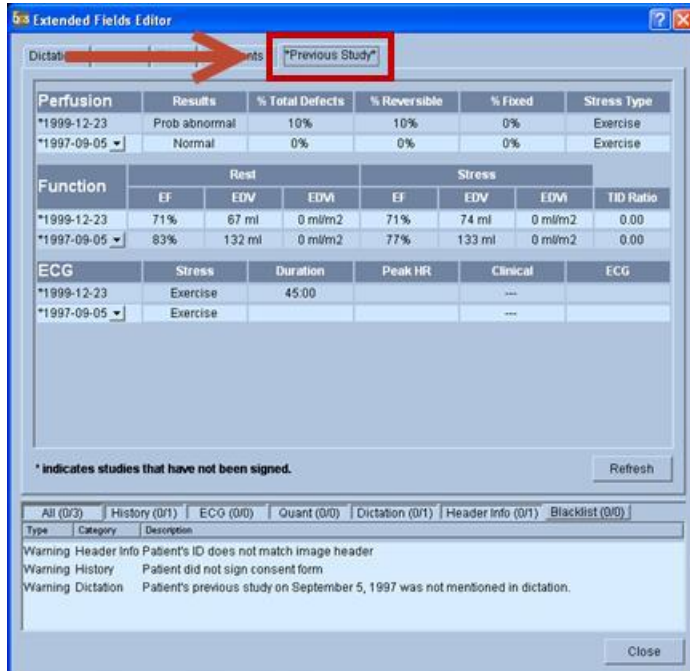 Extended Fields Editor
*Previous Study*
Perfusion Results % Total Defects % Reversible % Fixed Stress Type
*1999-12-23 Prob abnormal 10% 10% 0% Exercise
*1997-09-05 Normal 0% 0% 0% Exercise
Function Rest Stress
EF EDV EDVi EF EDV EDVi TID Ratio
*1999-12-23 71% 67 ml 0 ml/m2 71% 74 ml 0 ml/m2 0.00
*1997-09-05 83% 132 ml 0 ml/m2 77% 133 ml 0 ml/m2 0.00
ECG Stress Duration Peak HR Clinical ECG
*1999-12-23 Exercise 45:00 ---
*1997-09-05 Exercise ---
* indicates studies that have not been signed.
Refresh
All (0/3) History (0/1) ECG (0/0) Quant (0/0) Dictation (0/1) Header Info (0/1) Blacklist (0/0)
Type Category Description
Warning Header Info Patient's ID does not match image header
Warning History Patient did not sign consent form
Warning Dictation Patient's previous study on September 5, 1997 was not mentioned in dictation.
Close